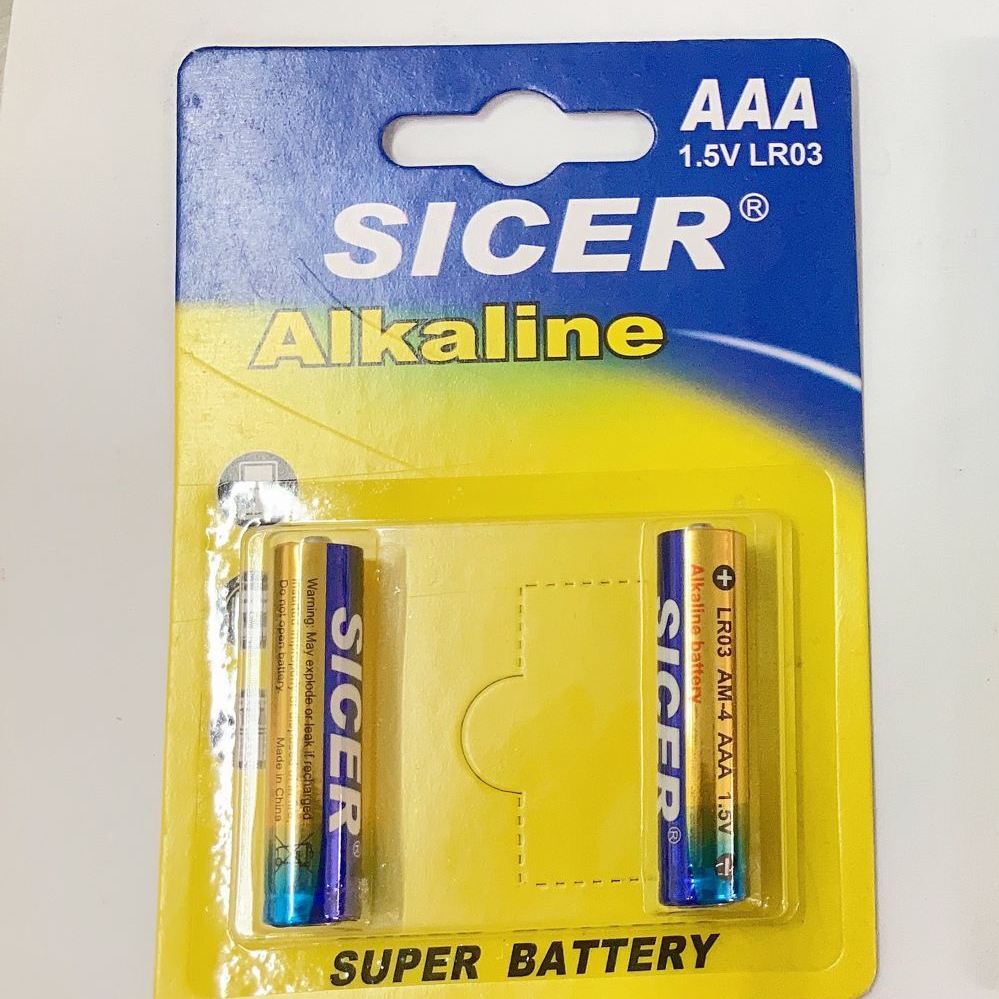 AAA
1.5V LR03
SICER®
Alkaline
SICER®
Warning: May explode or leak if recharged
Do not open battery. Made in China
SICER®
Alkaline battery
+ LR03 AM-4 AAA 1.5V
SUPER BATTERY